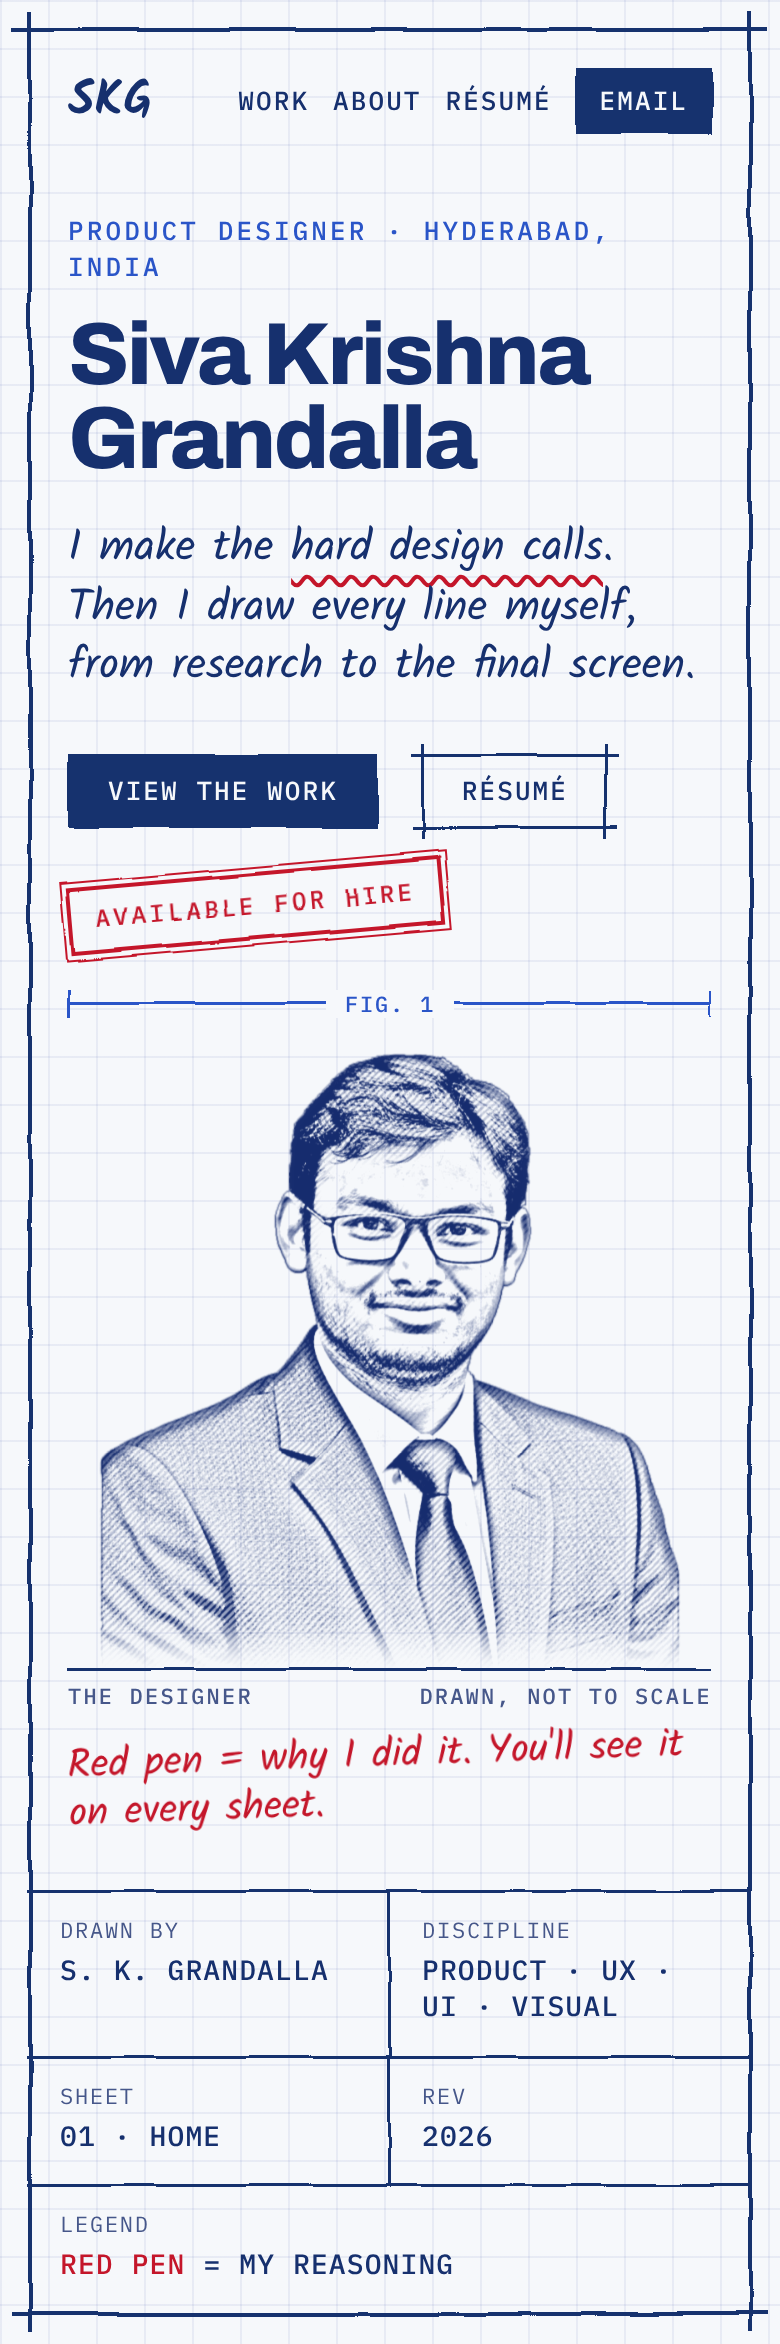 SKG
WORK ABOUT RÉSUMÉ EMAIL
PRODUCT DESIGNER · HYDERABAD,
INDIA
Siva Krishna
Grandalla
I make the hard design calls.
Then I draw every line myself,
from research to the final screen.
VIEW THE WORK RÉSUMÉ
AVAILABLE FOR HIRE
FIG. 1
THE DESIGNER DRAWN, NOT TO SCALE
Red pen = why I did it. You'll see it
on every sheet.
DRAWN BY
S. K. GRANDALLA
DISCIPLINE
PRODUCT · UX ·
UI · VISUAL
SHEET
01 · HOME
REV
2026
LEGEND
RED PEN = MY REASONING